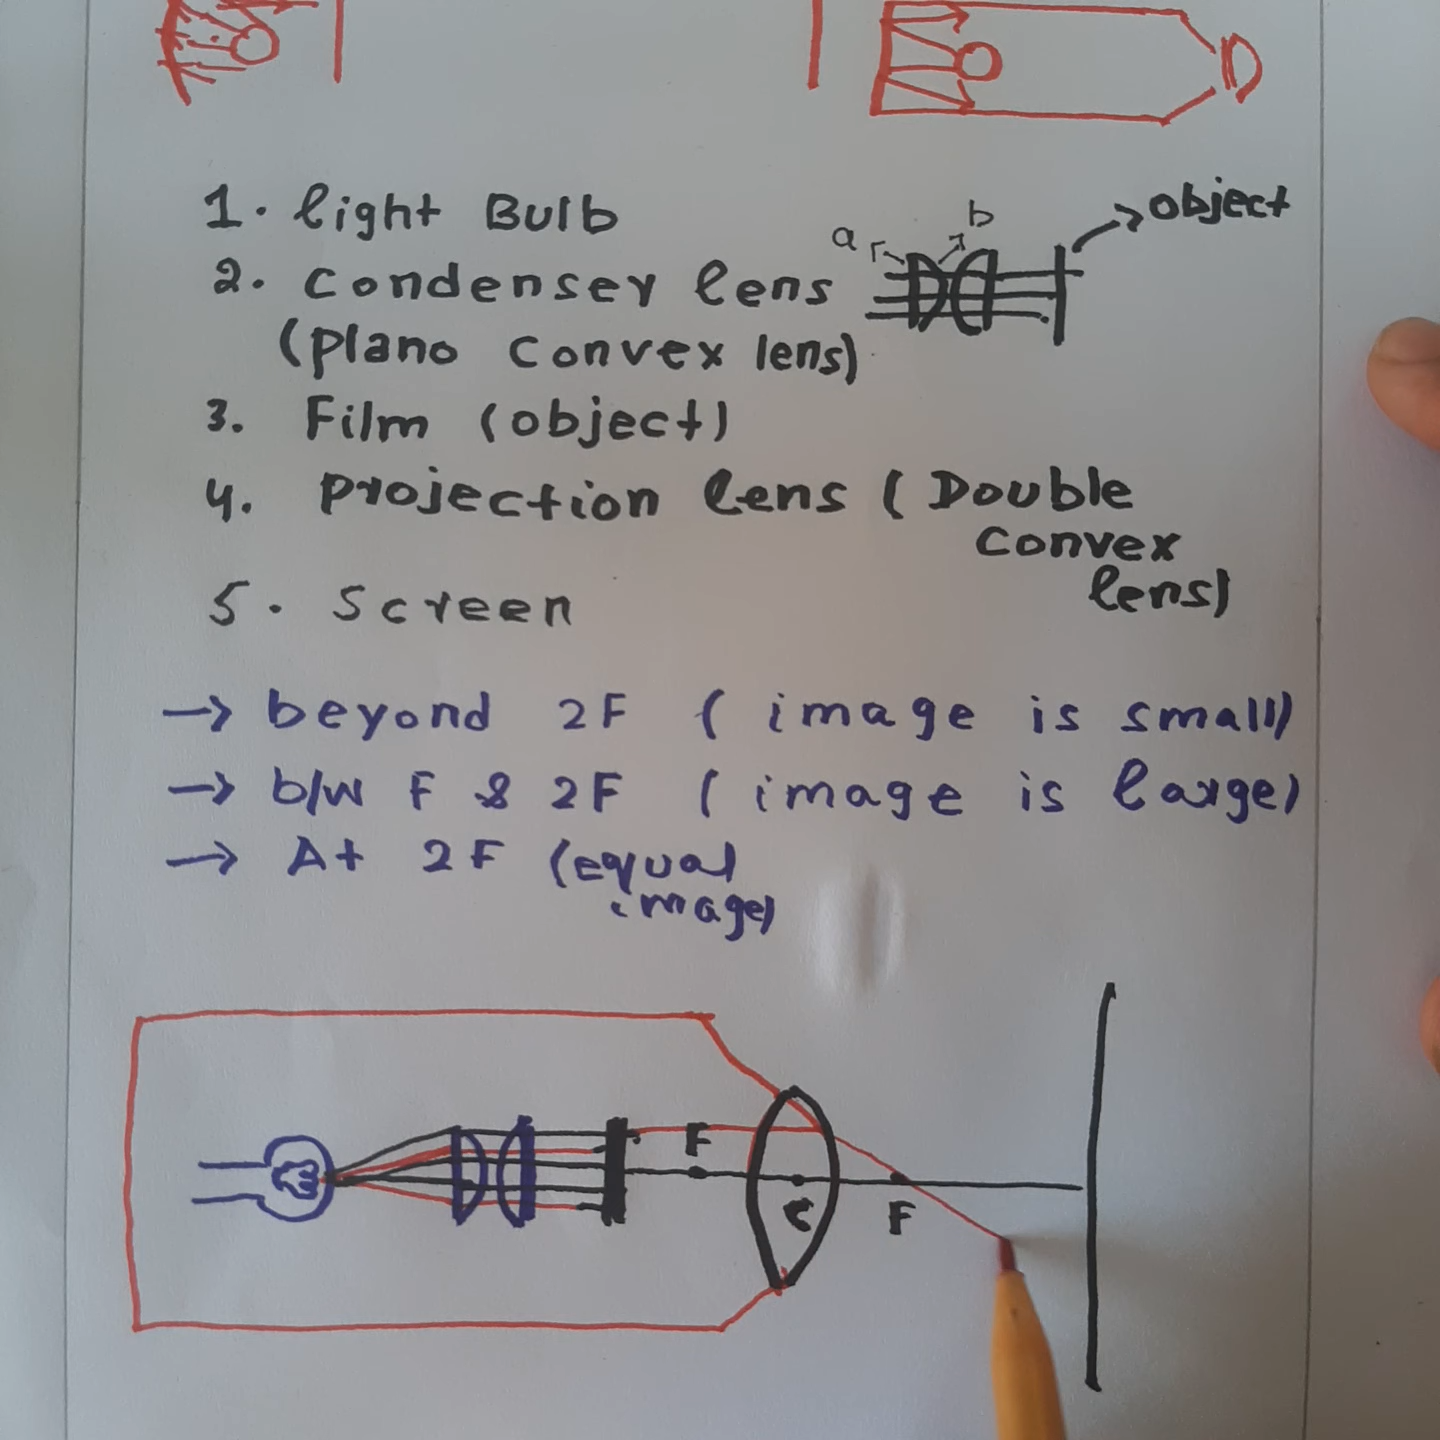 1. light Bulb
a
b
object
2. Condenser lens
(plano convex lens)
3. Film (object)
4. Projection lens (Double
convex
lens)
5. Screen
→ beyond 2F (image is small)
→ b/w F & 2F (image is large)
→ At 2F (equal
image)
F
C
F